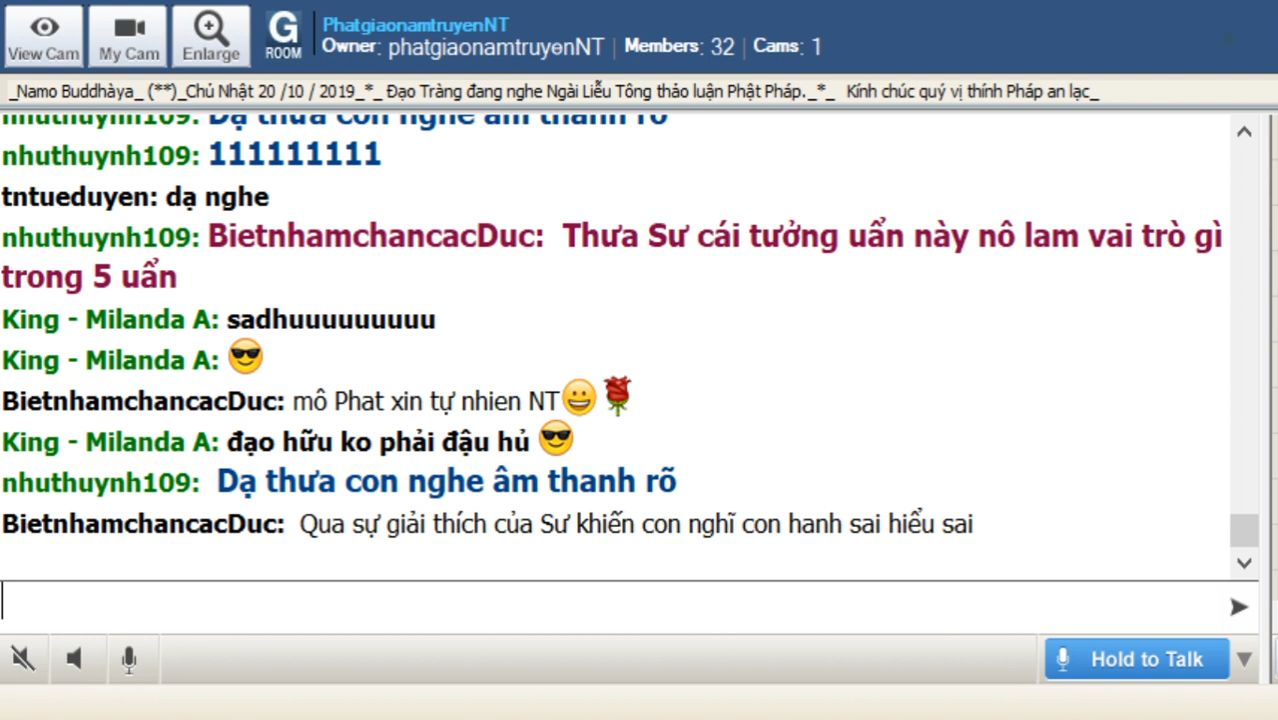 View Cam
My Cam
Enlarge
G
ROOM
PhatgiaonamtruyenNT
Owner: phatgiaonamtruyenNT | Members: 32 | Cams: 1
_Namo Buddhàya_ (**)_Chủ Nhật 20 /10 / 2019_*_ Đạo Tràng đang nghe Ngài Liễu Tông thảo luận Phật Pháp._*_ Kính chúc quý vị thính Pháp an lạc_
nhuthuynh109: Dạ thưa con nghe âm thanh rõ
nhuthuynh109: 111111111
tntueduyen: dạ nghe
nhuthuynh109: BietnhamchancacDuc: Thưa Sư cái tưởng uẩn này nô lam vai trò gì
trong 5 uẩn
King - Milanda A: sadhuuuuuuuuu
King - Milanda A:
BietnhamchancacDuc: mô Phat xin tự nhien NT
King - Milanda A: đạo hữu ko phải đậu hủ
nhuthuynh109: Dạ thưa con nghe âm thanh rõ
BietnhamchancacDuc: Qua sự giải thích của Sư khiến con nghĩ con hanh sai hiểu sai
Hold to Talk